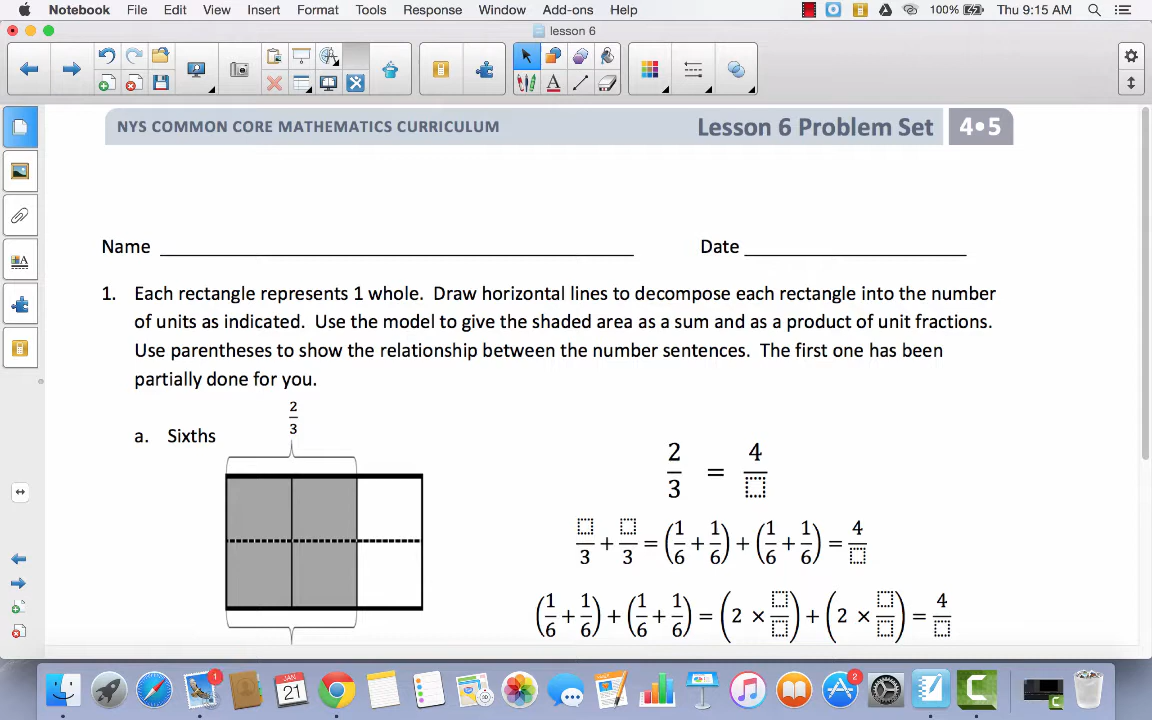 Notebook File Edit View Insert Format Tools Response Window Add-ons Help 100% Thu 9:15 AM
lesson 6
NYS COMMON CORE MATHEMATICS CURRICULUM Lesson 6 Problem Set 4•5
Name ____ Date ____
1. Each rectangle represents 1 whole. Draw horizontal lines to decompose each rectangle into the number
of units as indicated. Use the model to give the shaded area as a sum and as a product of unit fractions.
Use parentheses to show the relationship between the number sentences. The first one has been
partially done for you.
2/3
a. Sixths
2/3 = 4/□
□/3 + □/3 = (1/6 + 1/6) + (1/6 + 1/6) = 4/□
(1/6 + 1/6) + (1/6 + 1/6) = (2 × □/□) + (2 × □/□) = 4/□
1 JAN 21 2